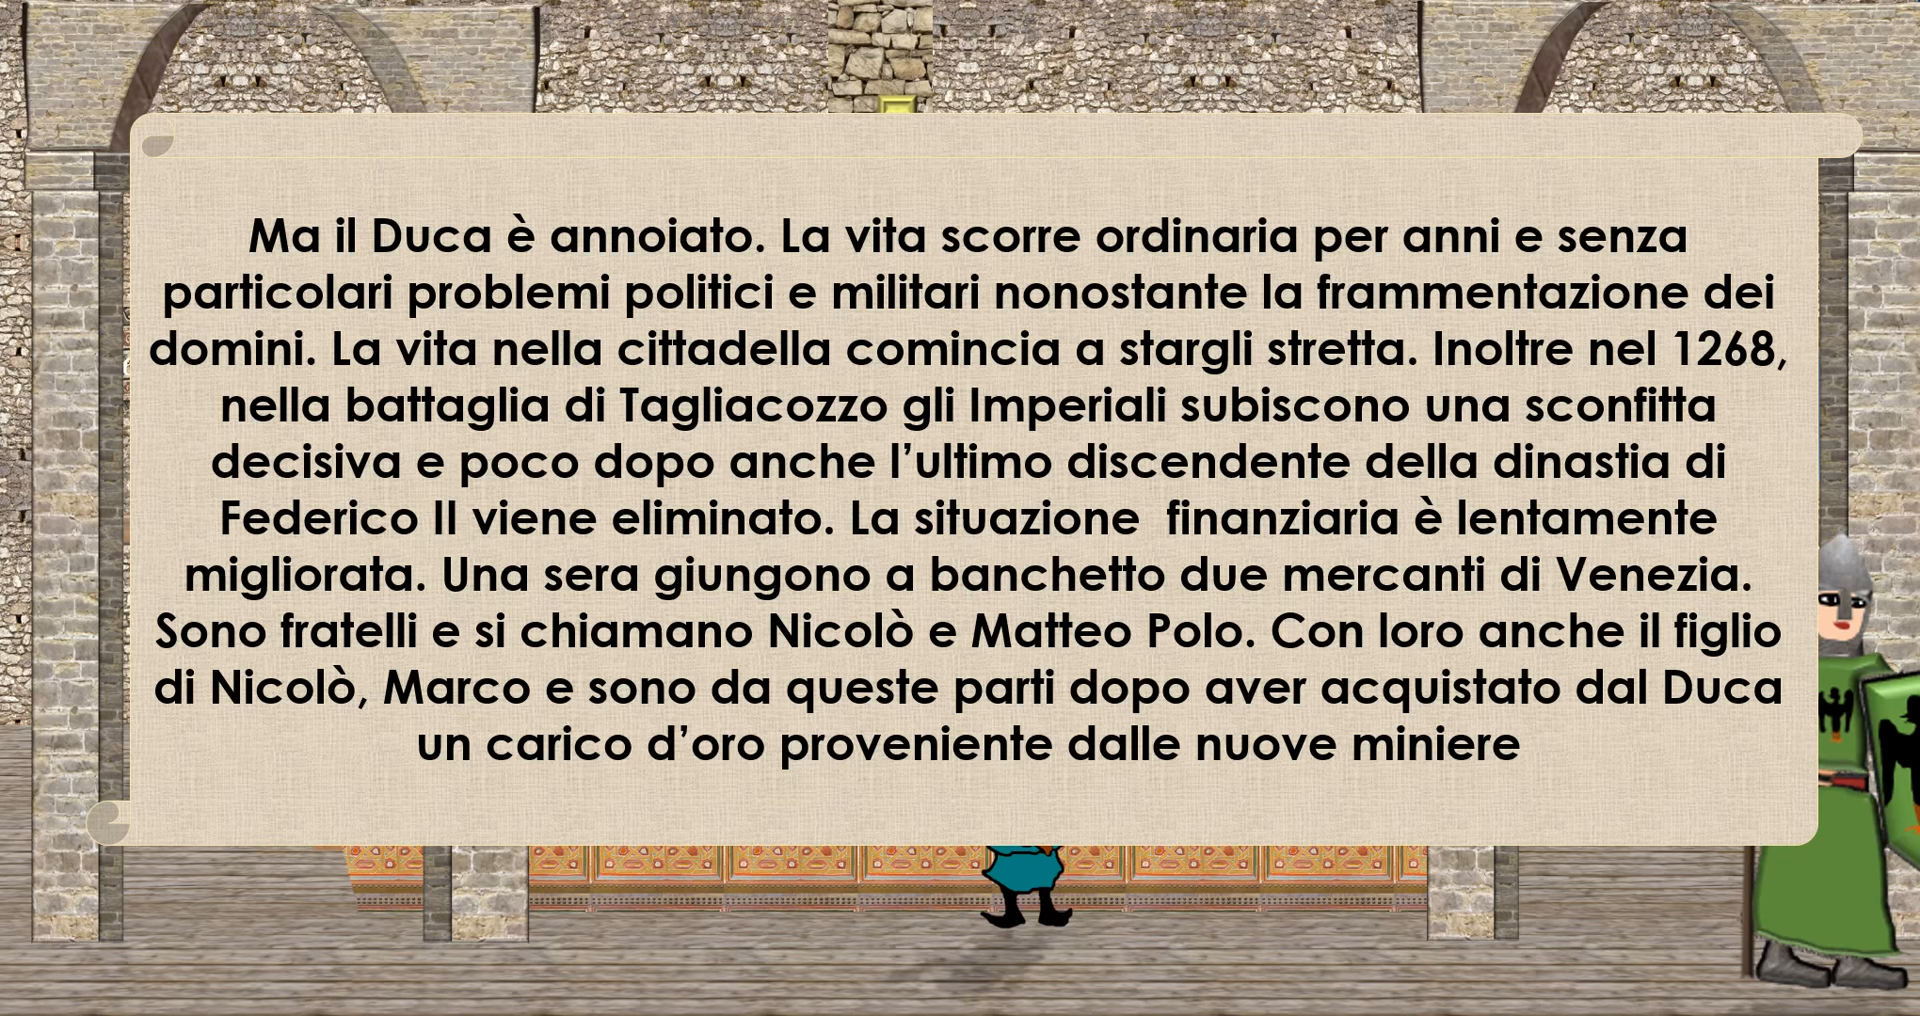 Ma il Duca è annoiato. La vita scorre ordinaria per anni e senza
particolari problemi politici e militari nonostante la frammentazione dei
domini. La vita nella cittadella comincia a stargli stretta. Inoltre nel 1268,
nella battaglia di Tagliacozzo gli Imperiali subiscono una sconfitta
decisiva e poco dopo anche l’ultimo discendente della dinastia di
Federico II viene eliminato. La situazione  finanziaria è lentamente
migliorata. Una sera giungono a banchetto due mercanti di Venezia.
Sono fratelli e si chiamano Nicolò e Matteo Polo. Con loro anche il figlio
di Nicolò, Marco e sono da queste parti dopo aver acquistato dal Duca
un carico d’oro proveniente dalle nuove miniere